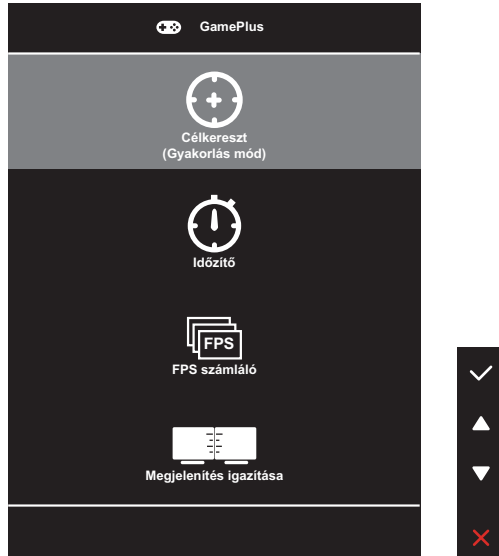 GamePlus
Célkereszt
(Gyakorlás mód)
Időzítő
FPS
FPS számláló
Megjelenítés igazítása